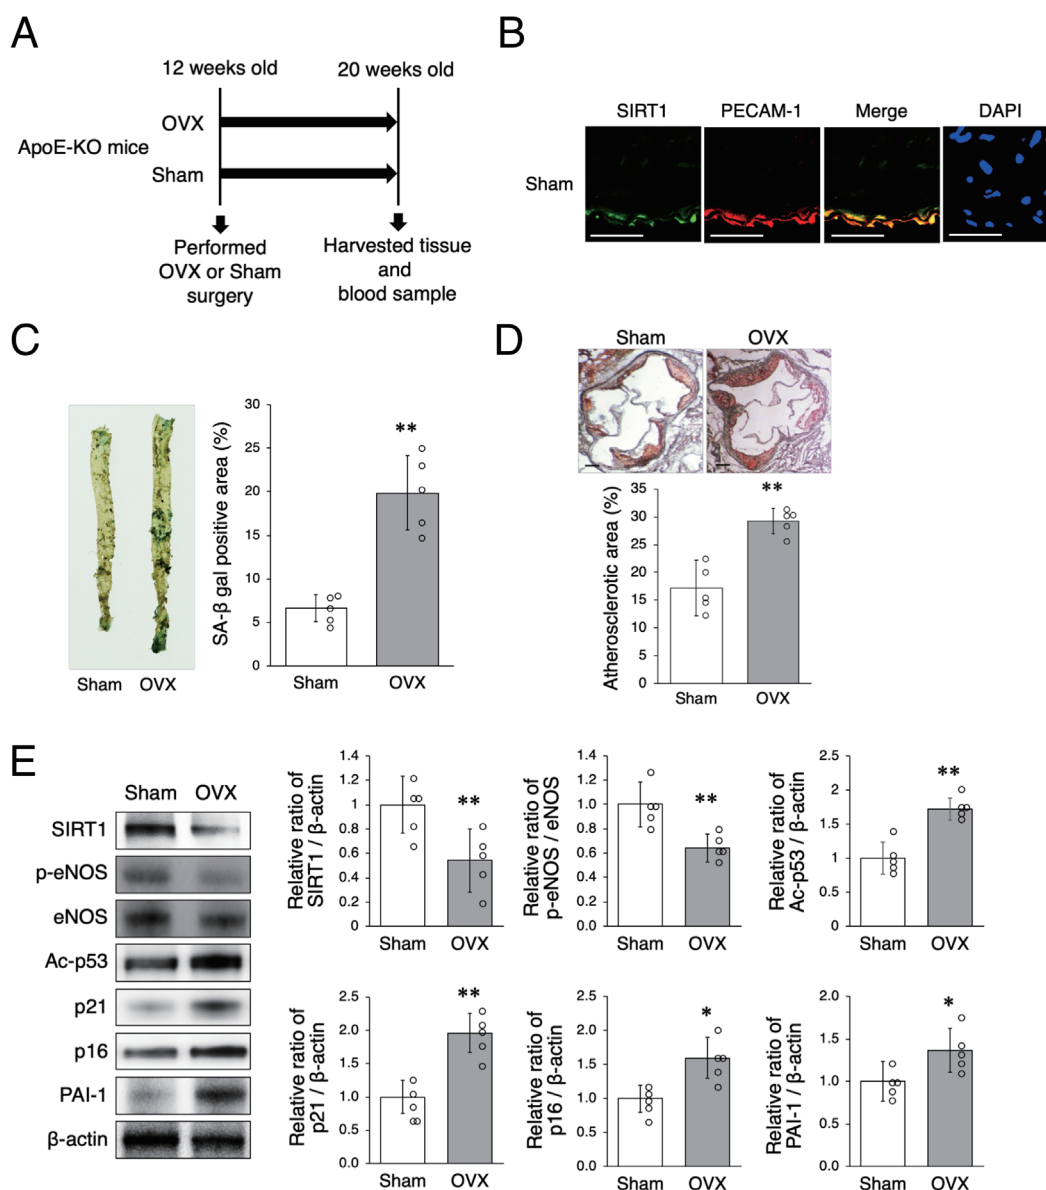 A
12 weeks old
20 weeks old
ApoE-KO mice
OVX
Sham
Performed
OVX or Sham
surgery
Harvested tissue
and
blood sample
B
SIRT1
PECAM-1
Merge
DAPI
Sham
C
Sham
OVX
SA-β gal positive area (%)
30
25
20
15
10
5
0
**
Sham
OVX
D
Sham
OVX
Atherosclerotic area (%)
35
30
25
20
15
10
5
0
**
Sham
OVX
E
Sham
OVX
SIRT1
p-eNOS
eNOS
Ac-p53
p21
p16
PAI-1
β-actin
Relative ratio of
SIRT1 / β-actin
1.4
1.2
1.0
0.8
0.6
0.4
0.2
0
**
Sham
OVX
Relative ratio of
p-eNOS / eNOS
1.4
1.2
1.0
0.8
0.6
0.4
0.2
0.0
**
Sham
OVX
Relative ratio of
Ac-p53 / β-actin
2.5
2
1.5
1
0.5
0
**
Sham
OVX
Relative ratio of
p21 / β-actin
2.5
2.0
1.5
1.0
0.5
0.0
**
Sham
OVX
Relative ratio of
p16 / β-actin
2.5
2.0
1.5
1.0
0.5
0.0
*
Sham
OVX
Relative ratio of
PAI-1 / β-actin
2.0
1.5
1.0
0.5
0.0
*
Sham
OVX